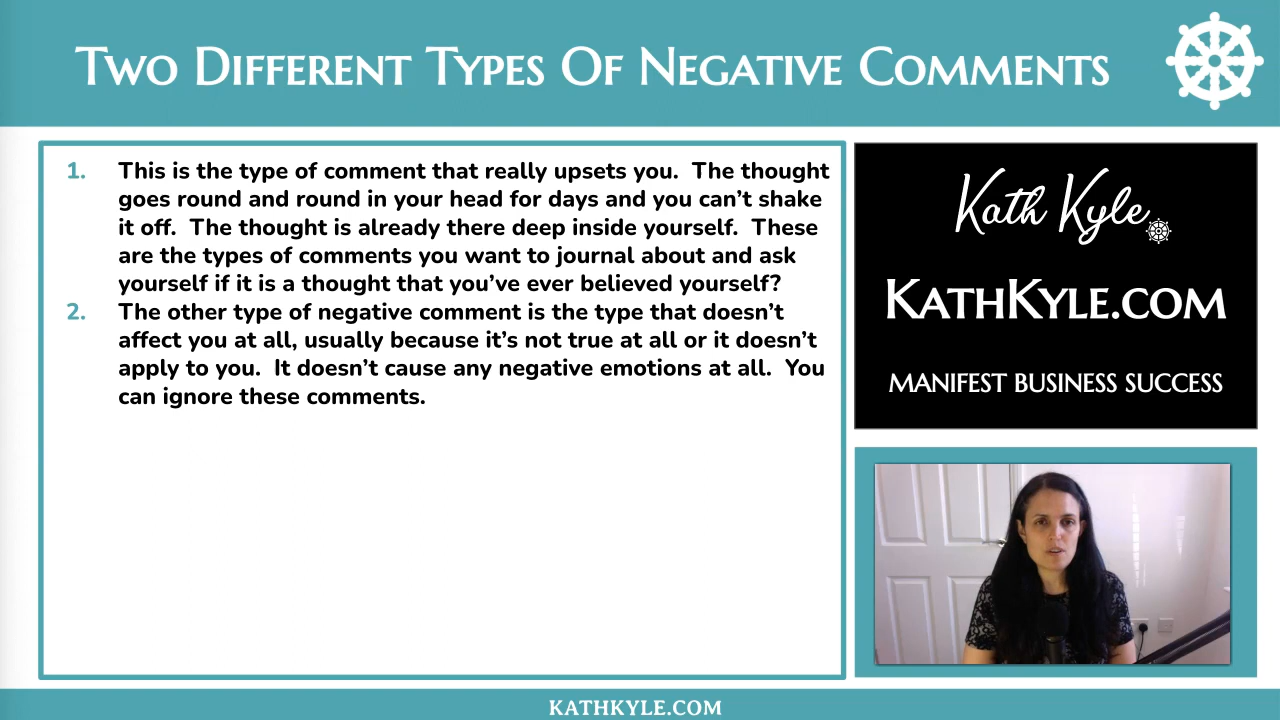 Two Different Types Of Negative Comments
1. This is the type of comment that really upsets you. The thought
goes round and round in your head for days and you can’t shake
it off. The thought is already there deep inside yourself. These
are the types of comments you want to journal about and ask
yourself if it is a thought that you’ve ever believed yourself?
2. The other type of negative comment is the type that doesn’t
affect you at all, usually because it’s not true at all or it doesn’t
apply to you. It doesn’t cause any negative emotions at all. You
can ignore these comments.
Kath Kyle
KathKyle.com
MANIFEST BUSINESS SUCCESS
KATHKYLE.COM